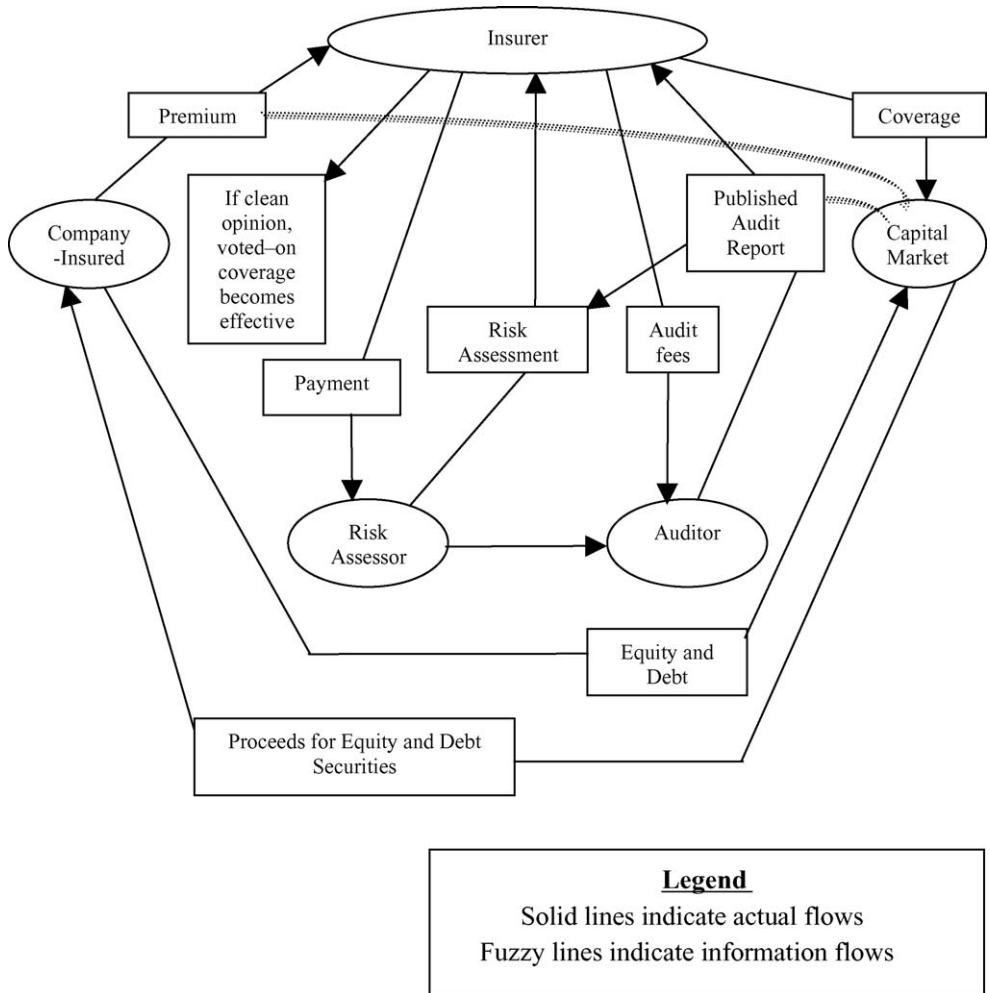 Insurer
Premium
Coverage
If clean
opinion,
voted–on
coverage
becomes
effective
Published
Audit
Report
Company
-Insured
Capital
Market
Risk
Assessment
Audit
fees
Payment
Risk
Assessor
Auditor
Equity and
Debt
Proceeds for Equity and Debt
Securities
Legend
Solid lines indicate actual flows
Fuzzy lines indicate information flows